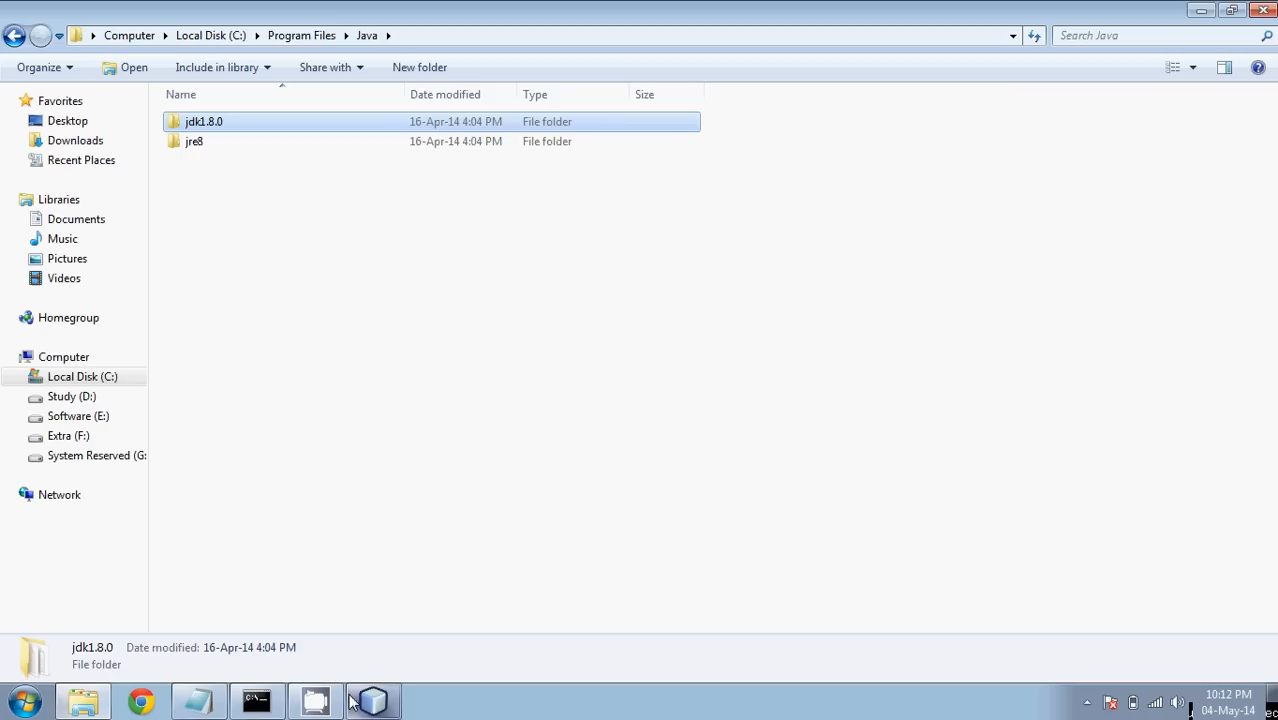 Computer Local Disk (C:) Program Files Java
Search Java
Organize Open Include in library Share with New folder
Name Date modified Type Size
jdk1.8.0 16-Apr-14 4:04 PM File folder
jre8 16-Apr-14 4:04 PM File folder
Favorites
Desktop
Downloads
Recent Places
Libraries
Documents
Music
Pictures
Videos
Homegroup
Computer
Local Disk (C:)
Study (D:)
Software (E:)
Extra (F:)
System Reserved (G:
Network
jdk1.8.0 Date modified: 16-Apr-14 4:04 PM
File folder
C:\
10:12 PM
04-May-14